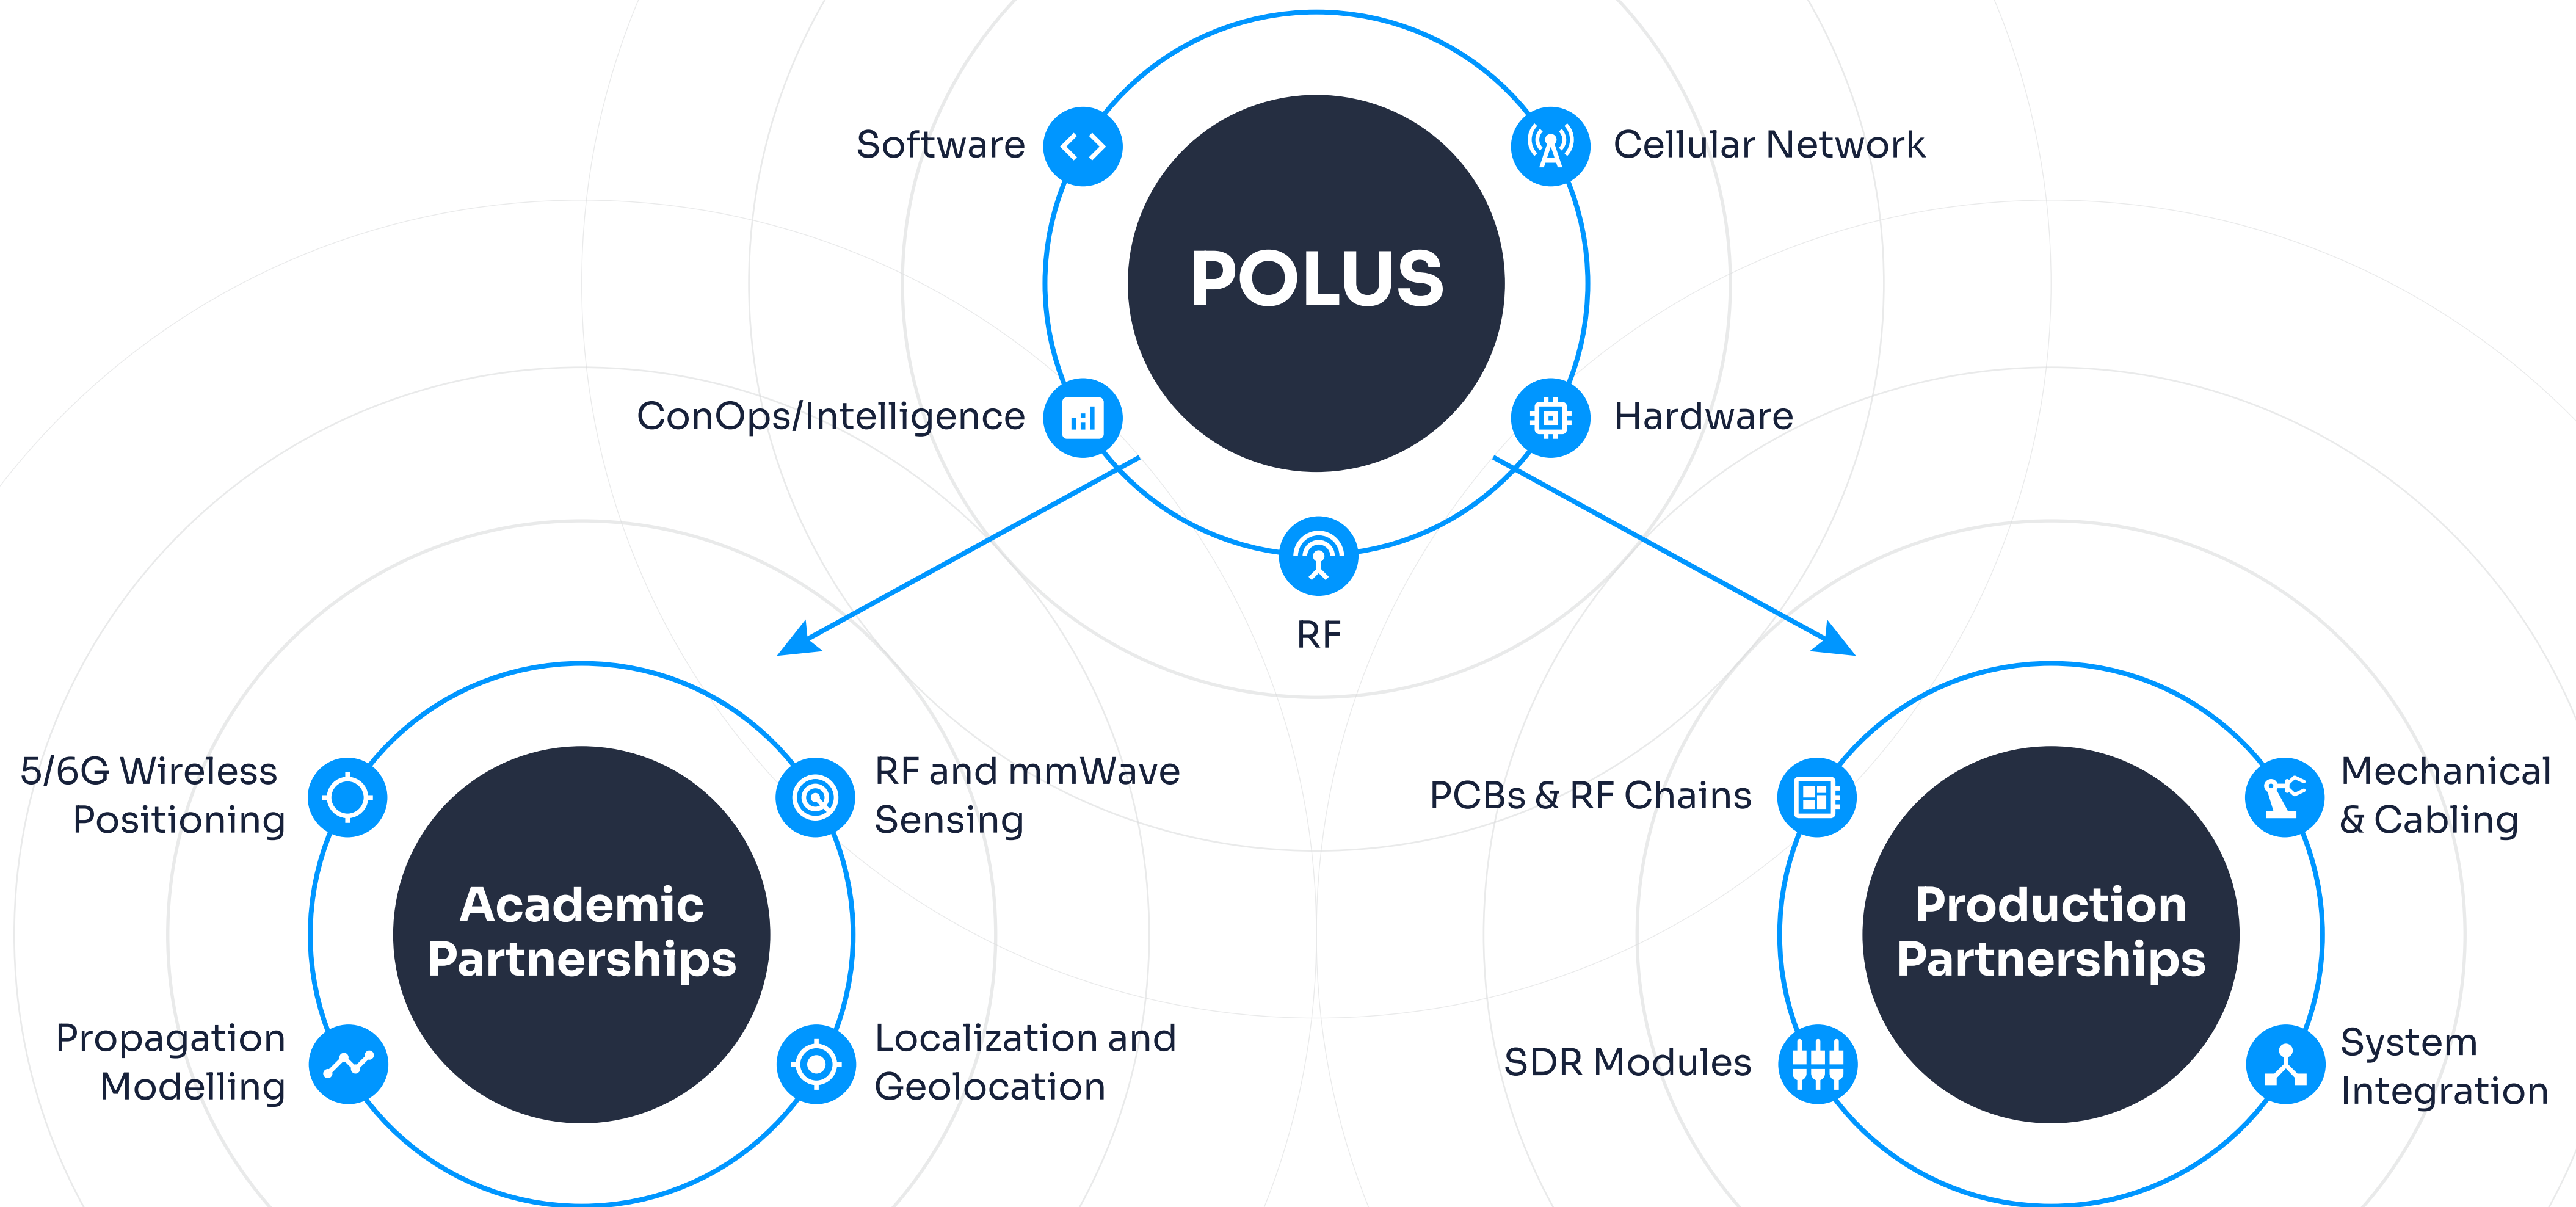 Software
Cellular Network
POLUS
ConOps/Intelligence
Hardware
RF
5/6G Wireless
Positioning
RF and mmWave
Sensing
Academic
Partnerships
Propagation
Modelling
Localization and
Geolocation
PCBs & RF Chains
Mechanical
& Cabling
Production
Partnerships
SDR Modules
System
Integration